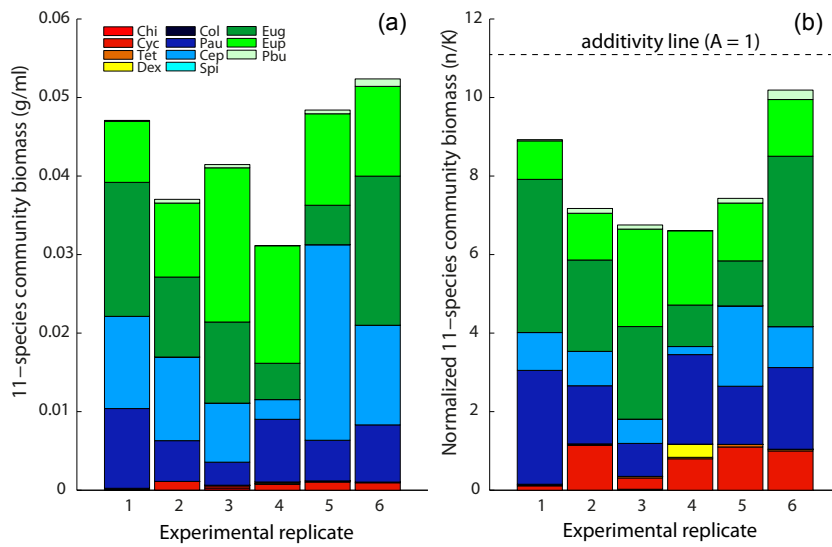 (a)
0.06
0.05
0.04
0.03
0.02
0.01
0
11−species community biomass (g/ml)
Chi Col Eug
Cyc Pau Eup
Tet Cep Pbu
Dex Spi
1 2 3 4 5 6
Experimental replicate
(b)
12
10
8
6
4
2
0
Normalized 11−species community biomass (n/K)
additivity line (A = 1)
1 2 3 4 5 6
Experimental replicate